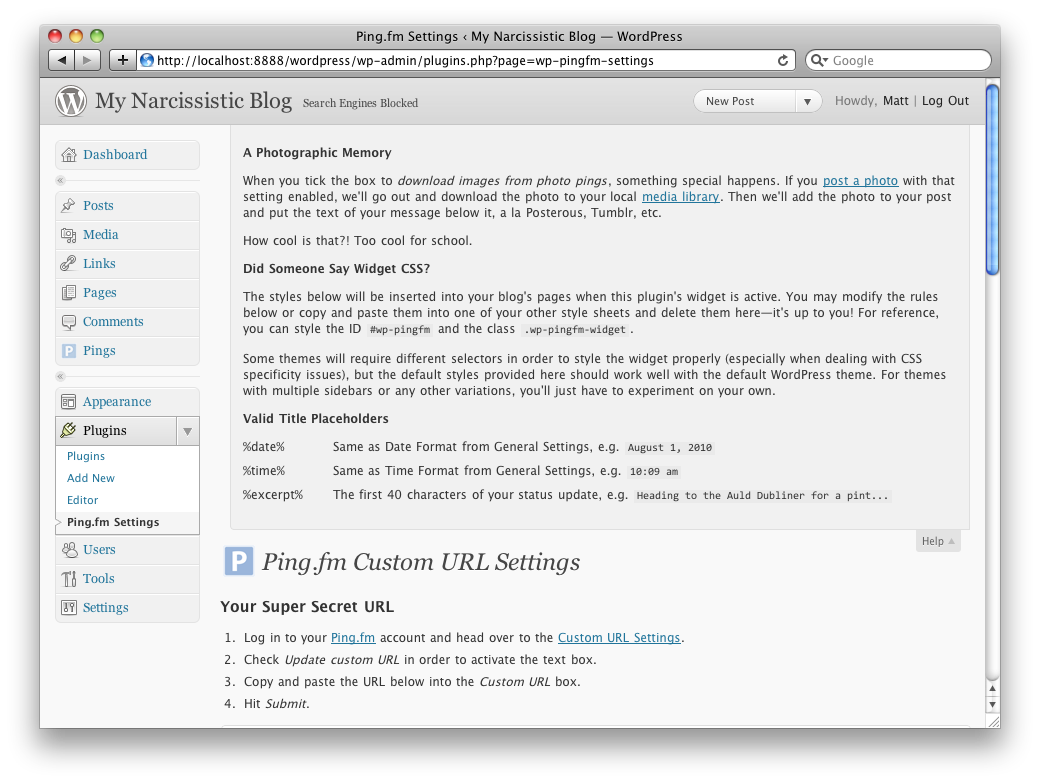 Ping.fm Settings ‹ My Narcissistic Blog — WordPress
http://localhost:8888/wordpress/wp-admin/plugins.php?page=wp-pingfm-settings
Google
My Narcissistic Blog
Search Engines Blocked
New Post
Howdy, Matt | Log Out
Dashboard
Posts
Media
Links
Pages
Comments
P Pings
Appearance
Plugins
Plugins
Add New
Editor
Ping.fm Settings
Users
Tools
Settings
A Photographic Memory
When you tick the box to download images from photo pings, something special happens. If you post a photo with that
setting enabled, we'll go out and download the photo to your local media library. Then we'll add the photo to your post
and put the text of your message below it, a la Posterous, Tumblr, etc.
How cool is that?! Too cool for school.
Did Someone Say Widget CSS?
The styles below will be inserted into your blog's pages when this plugin's widget is active. You may modify the rules
below or copy and paste them into one of your other style sheets and delete them here—it's up to you! For reference,
you can style the ID #wp-pingfm and the class .wp-pingfm-widget.
Some themes will require different selectors in order to style the widget properly (especially when dealing with CSS
specificity issues), but the default styles provided here should work well with the default WordPress theme. For themes
with multiple sidebars or any other variations, you'll just have to experiment on your own.
Valid Title Placeholders
%date% Same as Date Format from General Settings, e.g. August 1, 2010
%time% Same as Time Format from General Settings, e.g. 10:09 am
%excerpt% The first 40 characters of your status update, e.g. Heading to the Auld Dubliner for a pint...
Help
P Ping.fm Custom URL Settings
Your Super Secret URL
1. Log in to your Ping.fm account and head over to the Custom URL Settings.
2. Check Update custom URL in order to activate the text box.
3. Copy and paste the URL below into the Custom URL box.
4. Hit Submit.